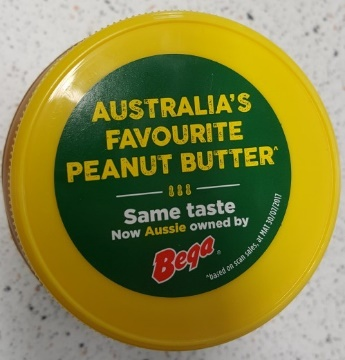 AUSTRALIA'S
FAVOURITE
PEANUT BUTTER^
Same taste
Now Aussie owned by
Bega®
*based on scan sales, at MAT 30/07/2017